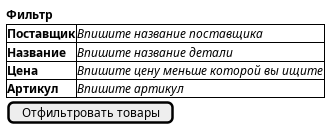 Фильтр
Поставщик Впишите название поставщика
Название Впишите название детали
Цена Впишите цену меньше которой вы ищите
Артикул Впишите артикул
Отфильтровать товары